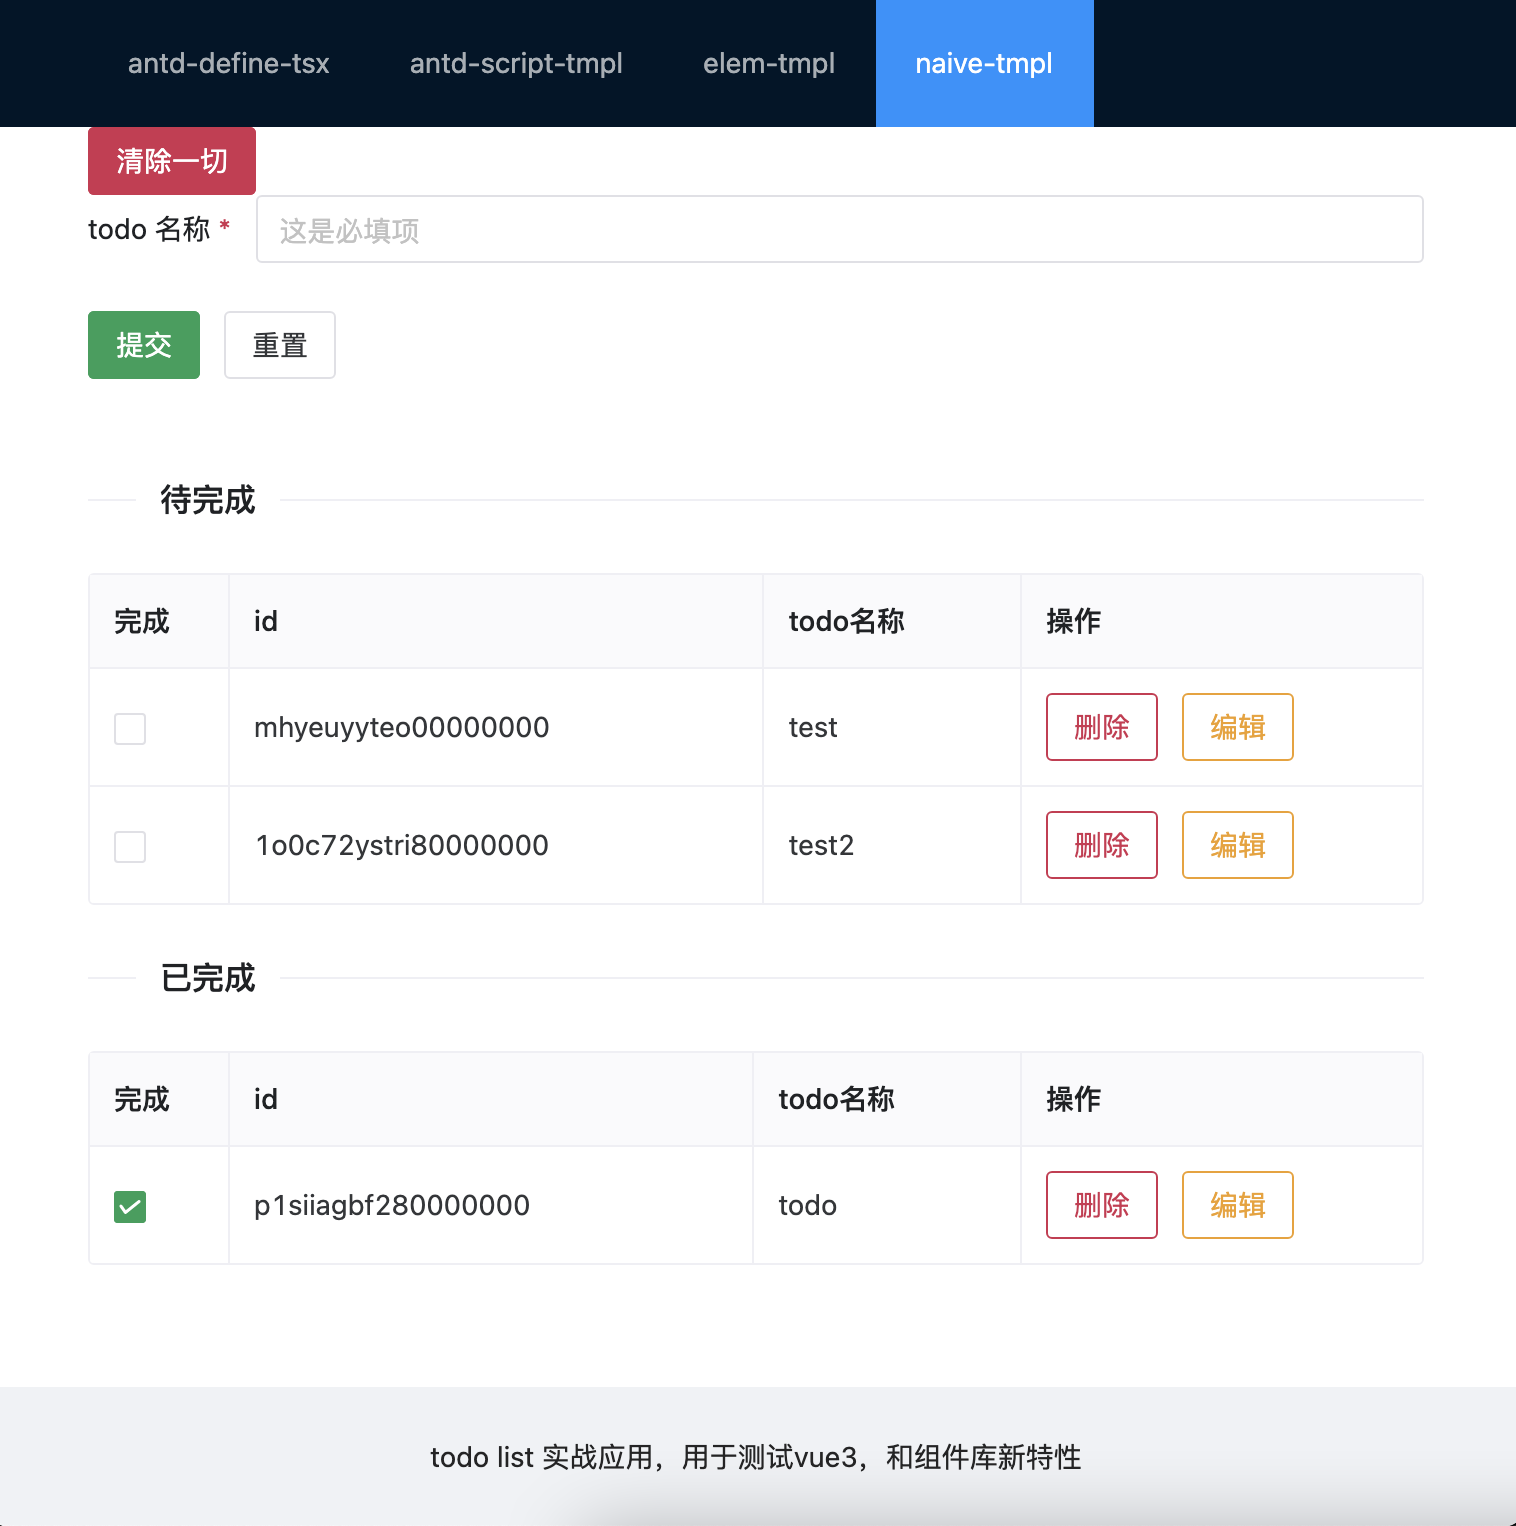 antd-define-tsx antd-script-tmpl elem-tmpl naive-tmpl
清除一切
todo 名称 * 这是必填项
提交 重置
待完成
完成 id todo名称 操作
mhyeuyyteo00000000 test 删除 编辑
1o0c72ystri80000000 test2 删除 编辑
已完成
完成 id todo名称 操作
p1siiagbf280000000 todo 删除 编辑
todo list 实战应用，用于测试vue3，和组件库新特性